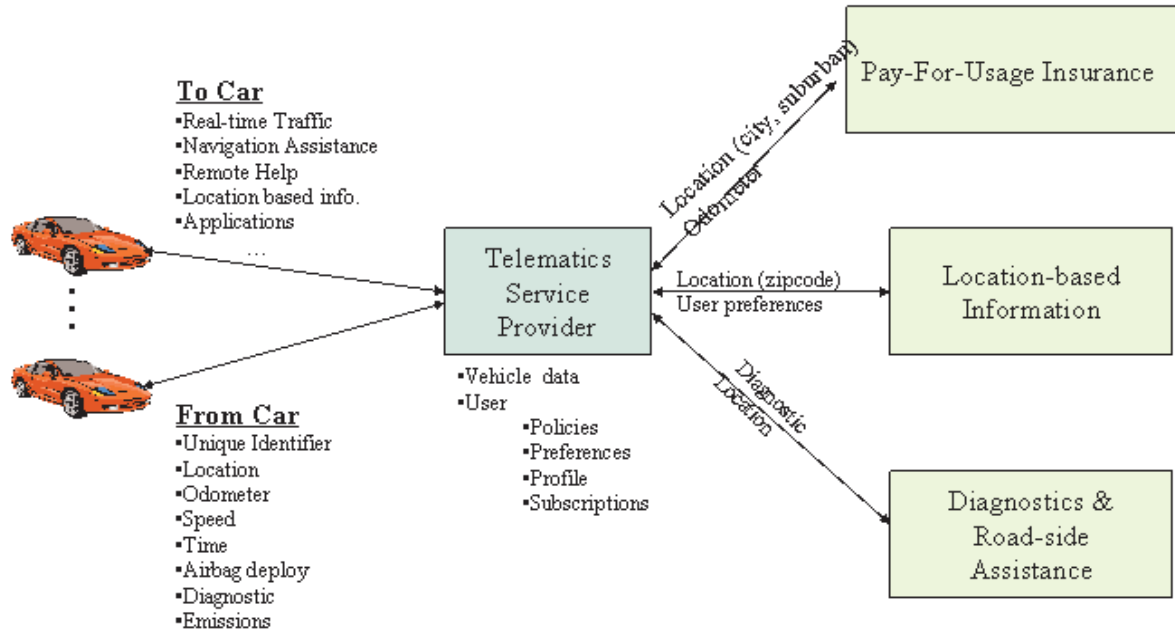 To Car
▪Real-time Traffic
▪Navigation Assistance
▪Remote Help
▪Location based info.
▪Applications
...
From Car
▪Unique Identifier
▪Location
▪Odometer
▪Speed
▪Time
▪Airbag deploy
▪Diagnostic
▪Emissions
Telematics
Service
Provider
▪Vehicle data
▪User
▪Policies
▪Preferences
▪Profile
▪Subscriptions
Location (city, suburban)
Odometer
Location (zipcode)
User preferences
Diagnostic
Location
Pay-For-Usage Insurance
Location-based
Information
Diagnostics &
Road-side
Assistance